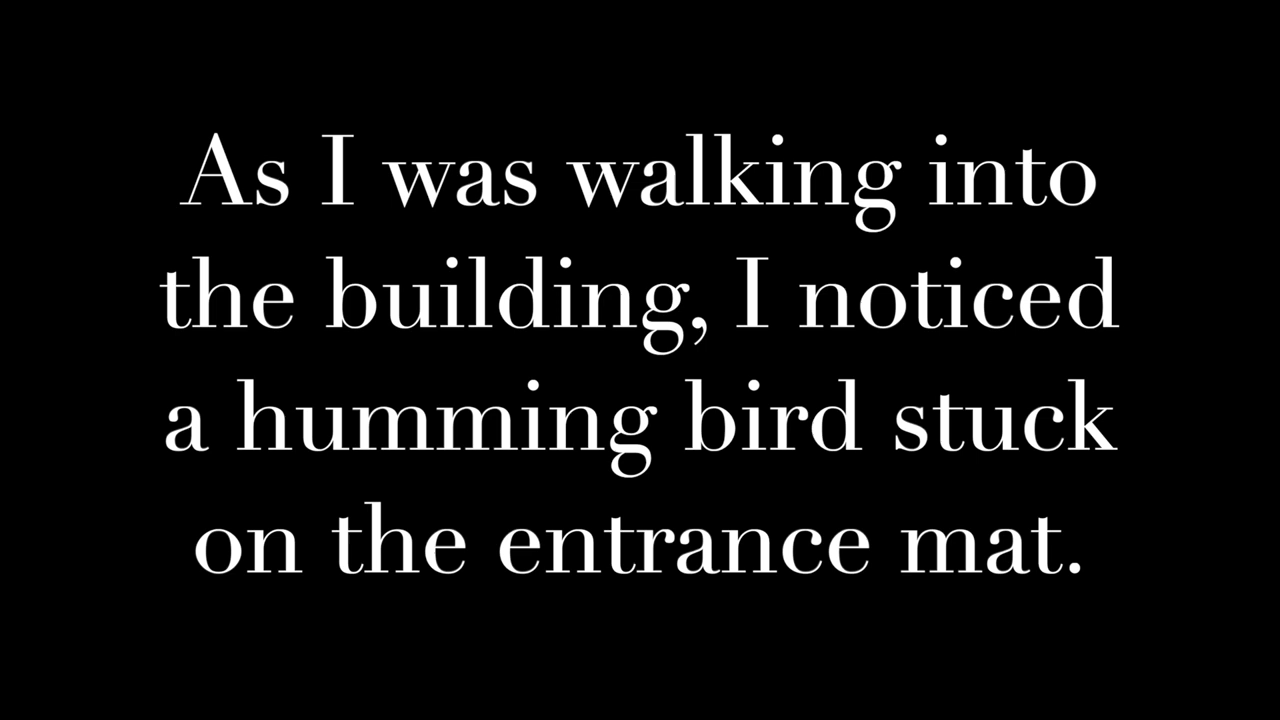 As I was walking into
the building, I noticed
a humming bird stuck
on the entrance mat.